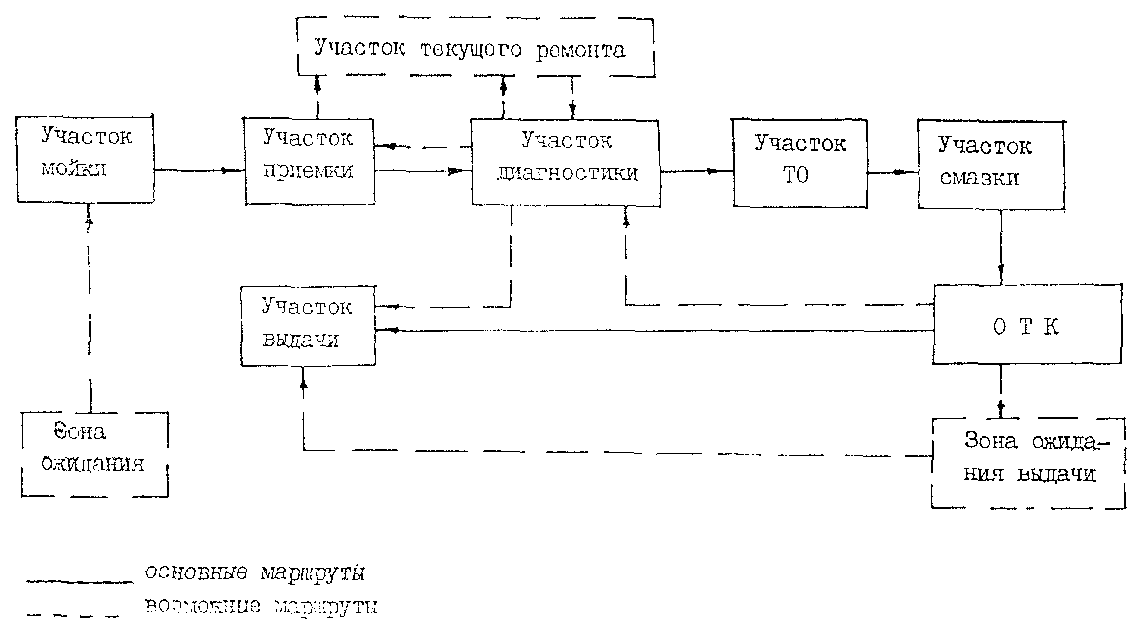 Участок текущего ремонта
Участок
мойки
Участок
приемки
Участок
диагностики
Участок
ТО
Участок
смазки
Участок
выдачи
О Т К
Зона
ожидания
Зона ожида-
ния выдачи
основные маршруты
возможные маршруты